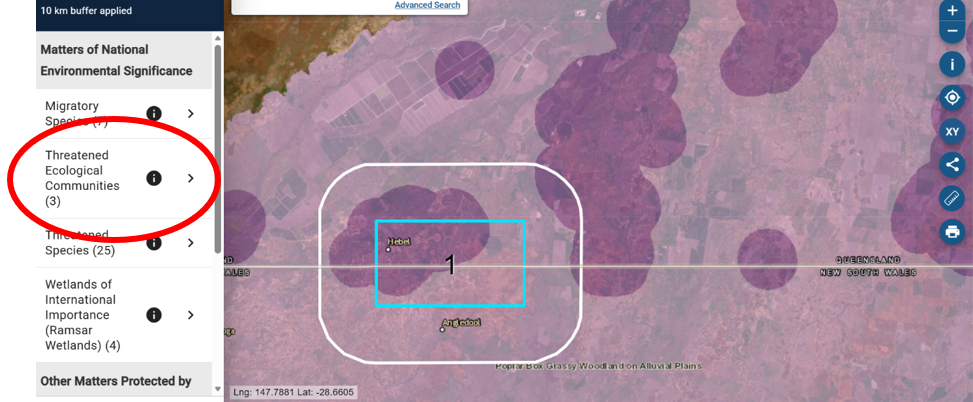 10 km buffer applied
Advanced Search
Matters of National
Environmental Significance
Migratory
Species (7)
Threatened
Ecological
Communities
(3)
Threatened
Species (25)
Wetlands of
International
Importance
(Ramsar
Wetlands) (4)
Other Matters Protected by
+
−
i
XY
Hebel
1
Angledool
QUEENSLAND
NEW SOUTH WALES
ALES
Poplar Box Grassy Woodland on Alluvial Plains
Lng: 147.7881 Lat: -28.6605